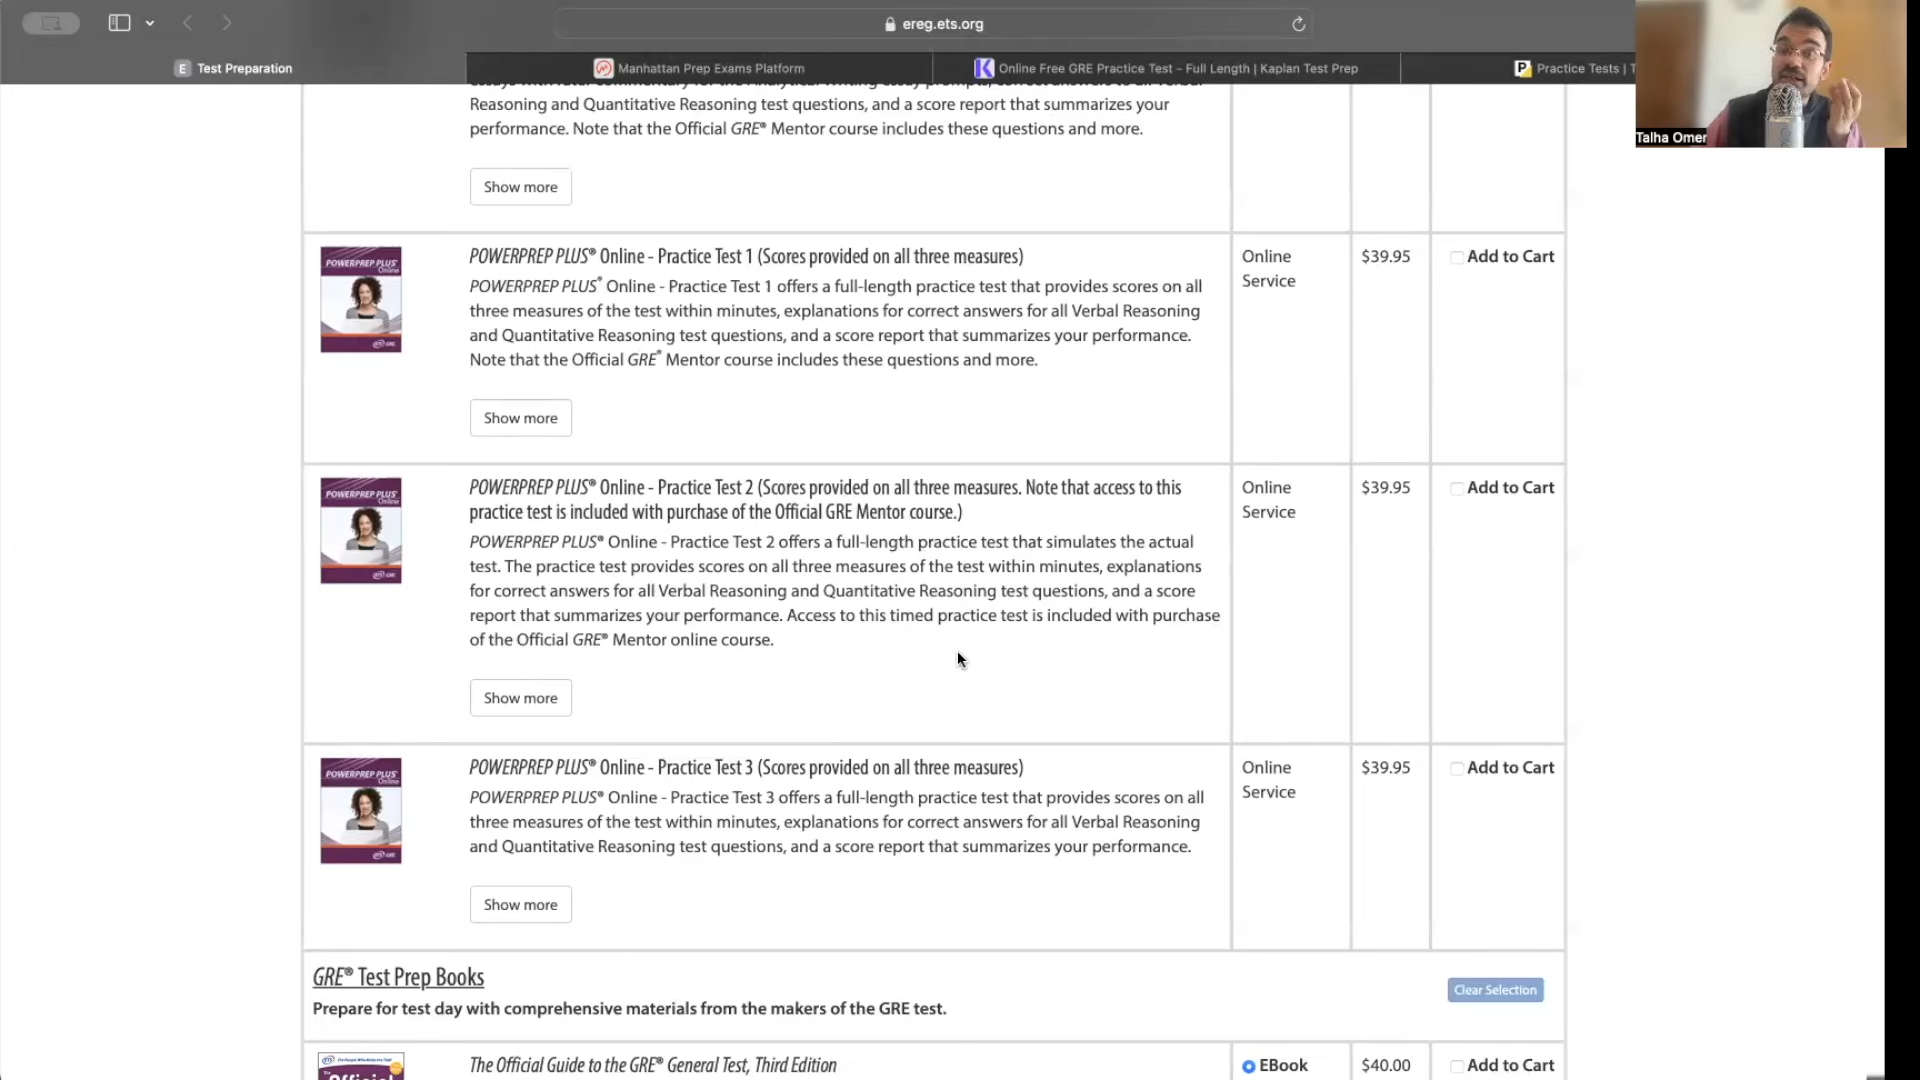 ereg.ets.org
E Test Preparation
Manhattan Prep Exams Platform
K Online Free GRE Practice Test – Full Length | Kaplan Test Prep
P Practice Tests | T
Talha Omer
Reasoning and Quantitative Reasoning test questions, and a score report that summarizes your
performance. Note that the Official GRE® Mentor course includes these questions and more.
Show more
POWERPREP PLUS
Online
ETS GRE
POWERPREP PLUS® Online - Practice Test 1 (Scores provided on all three measures)
POWERPREP PLUS® Online - Practice Test 1 offers a full-length practice test that provides scores on all
three measures of the test within minutes, explanations for correct answers for all Verbal Reasoning
and Quantitative Reasoning test questions, and a score report that summarizes your performance.
Note that the Official GRE® Mentor course includes these questions and more.
Show more
Online
Service
$39.95
Add to Cart
POWERPREP PLUS
Online
ETS GRE
POWERPREP PLUS® Online - Practice Test 2 (Scores provided on all three measures. Note that access to this
practice test is included with purchase of the Official GRE Mentor course.)
POWERPREP PLUS® Online - Practice Test 2 offers a full-length practice test that simulates the actual
test. The practice test provides scores on all three measures of the test within minutes, explanations
for correct answers for all Verbal Reasoning and Quantitative Reasoning test questions, and a score
report that summarizes your performance. Access to this timed practice test is included with purchase
of the Official GRE® Mentor online course.
Show more
Online
Service
$39.95
Add to Cart
POWERPREP PLUS
Online
ETS GRE
POWERPREP PLUS® Online - Practice Test 3 (Scores provided on all three measures)
POWERPREP PLUS® Online - Practice Test 3 offers a full-length practice test that provides scores on all
three measures of the test within minutes, explanations for correct answers for all Verbal Reasoning
and Quantitative Reasoning test questions, and a score report that summarizes your performance.
Show more
Online
Service
$39.95
Add to Cart
GRE® Test Prep Books
Prepare for test day with comprehensive materials from the makers of the GRE test.
Clear Selection
The Official Guide to the GRE® General Test, Third Edition
EBook
$40.00
Add to Cart